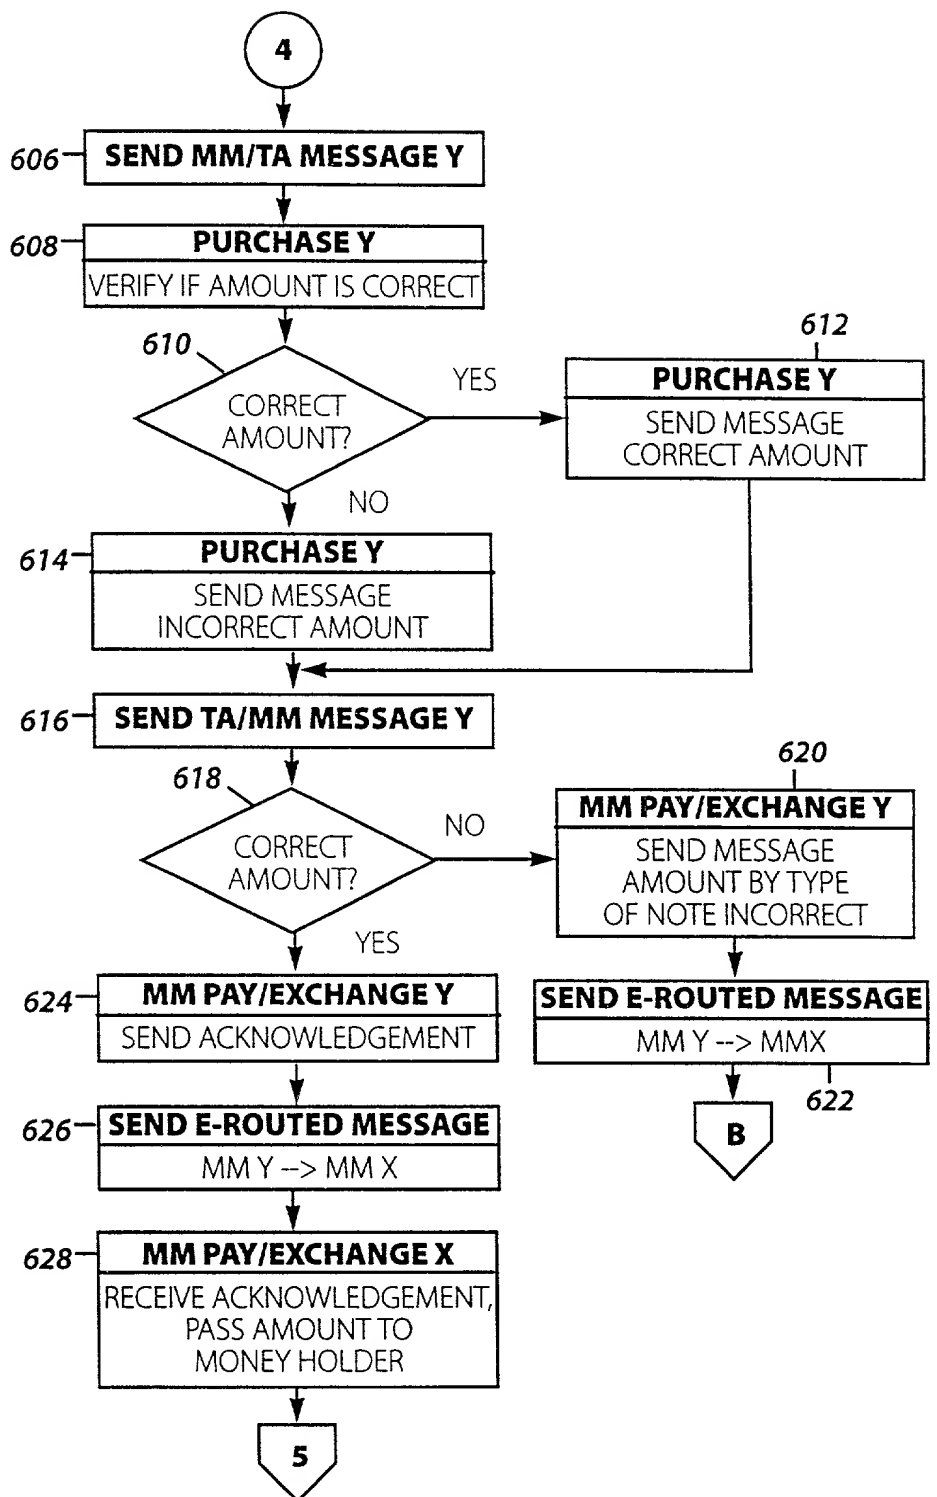 4
606
SEND MM/TA MESSAGE Y
608
PURCHASE Y
VERIFY IF AMOUNT IS CORRECT
610
CORRECT
AMOUNT?
YES
612
PURCHASE Y
SEND MESSAGE
CORRECT AMOUNT
NO
614
PURCHASE Y
SEND MESSAGE
INCORRECT AMOUNT
616
SEND TA/MM MESSAGE Y
618
CORRECT
AMOUNT?
NO
620
MM PAY/EXCHANGE Y
SEND MESSAGE
AMOUNT BY TYPE
OF NOTE INCORRECT
YES
624
MM PAY/EXCHANGE Y
SEND ACKNOWLEDGEMENT
SEND E-ROUTED MESSAGE
MM Y --> MMX
622
B
626
SEND E-ROUTED MESSAGE
MM Y --> MM X
628
MM PAY/EXCHANGE X
RECEIVE ACKNOWLEDGEMENT,
PASS AMOUNT TO
MONEY HOLDER
5